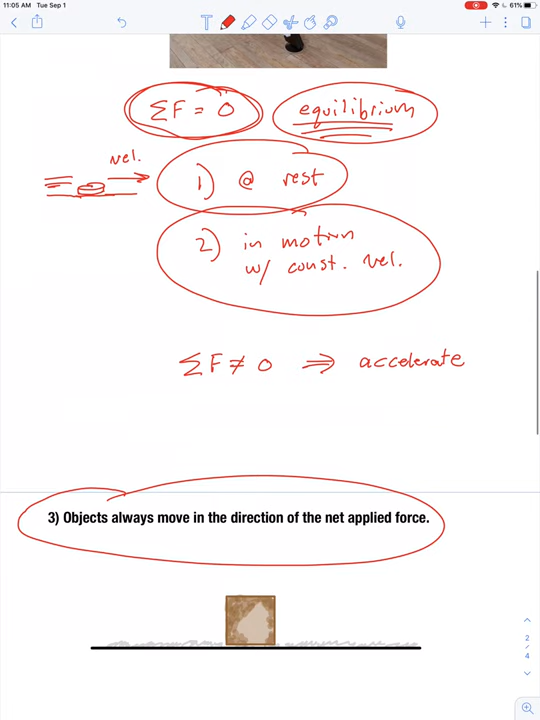 11:05 AM Tue Sep 1
61%
T
ΣF = 0
equilibrium
vel.
1) @ rest
2) in motion
w/ const. vel.
ΣF ≠ 0 ⇒ accelerate
3) Objects always move in the direction of the net applied force.
2
/
4